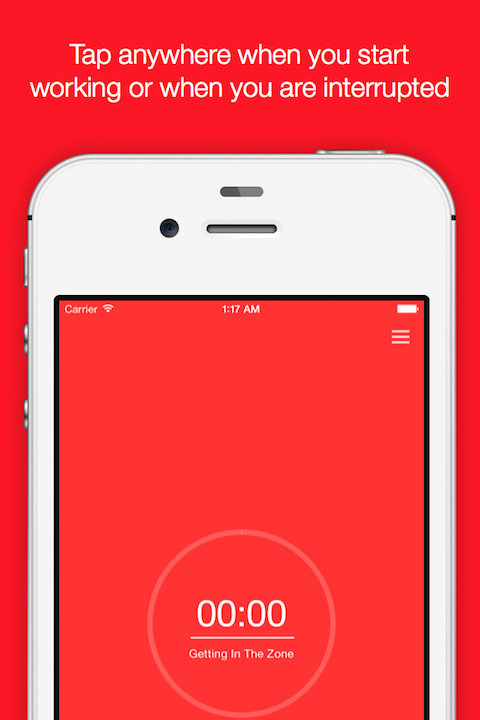 Tap anywhere when you start
working or when you are interrupted
Carrier 1:17 AM
00:00
Getting In The Zone